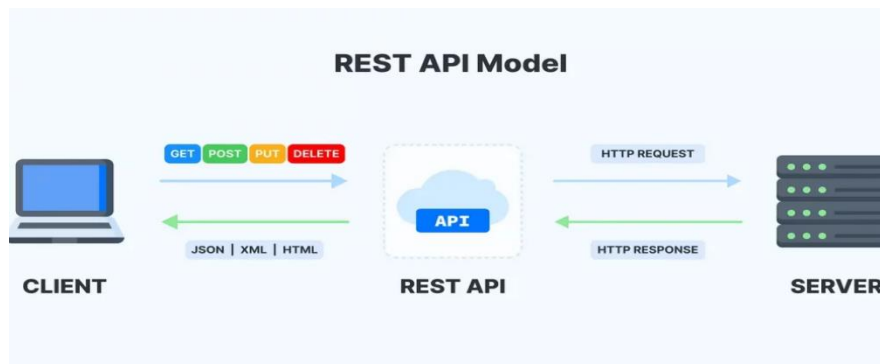 REST API Model
GET POST PUT DELETE
HTTP REQUEST
API
JSON | XML | HTML
HTTP RESPONSE
CLIENT
REST API
SERVER